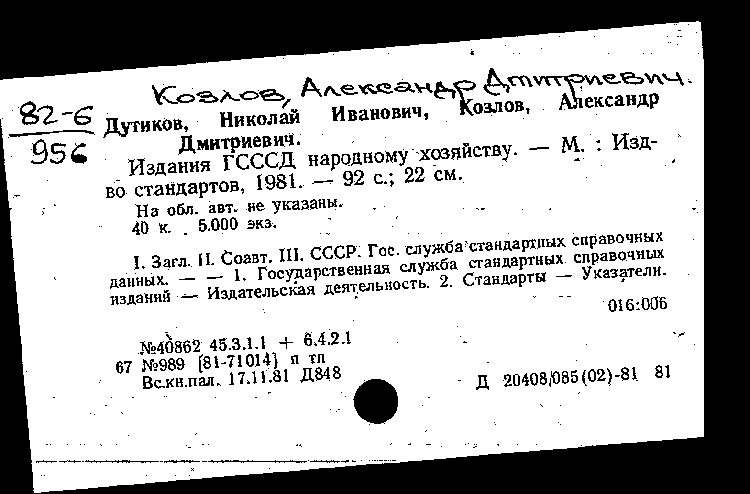 Козлов, Александр Дмитриевич.
82-6
956
Дутиков, Николай Иванович, Козлов, Александр
Дмитриевич.
Издания ГСССД народному хозяйству. — М. : Изд-
во стандартов, 1981. — 92 с.; 22 см.
На обл. авт. не указаны.
40 к. 5.000 экз.
I. Загл. II. Соавт. III. СССР. Гос. служба стандартных справочных
данных. — — 1. Государственная служба стандартных справочных
изданий — Издательская деятельность. 2. Стандарты — Указатели.
016:006
№40862 45.3.1.1 + 6.4.2.1
67 №989 [81-71014] п тп
Вс.кн.пал. 17.11.81 Д848
Д 20408/085(02)-81 81